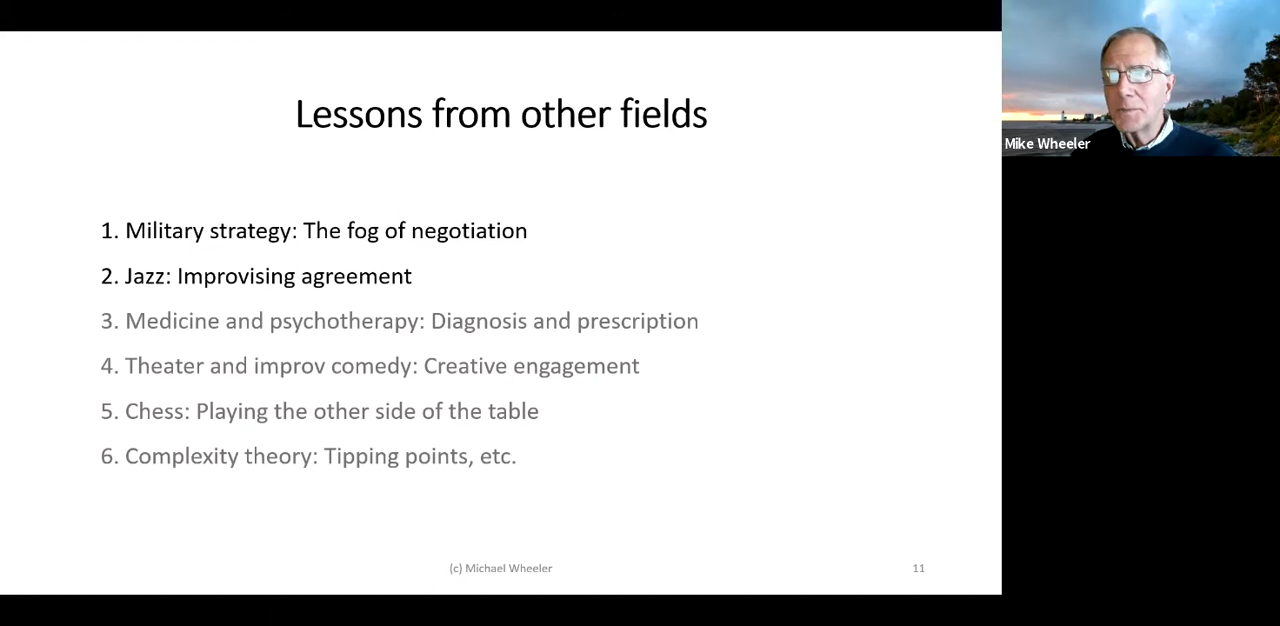 Lessons from other fields
1. Military strategy: The fog of negotiation
2. Jazz: Improvising agreement
3. Medicine and psychotherapy: Diagnosis and prescription
4. Theater and improv comedy: Creative engagement
5. Chess: Playing the other side of the table
6. Complexity theory: Tipping points, etc.
(c) Michael Wheeler
11
Mike Wheeler